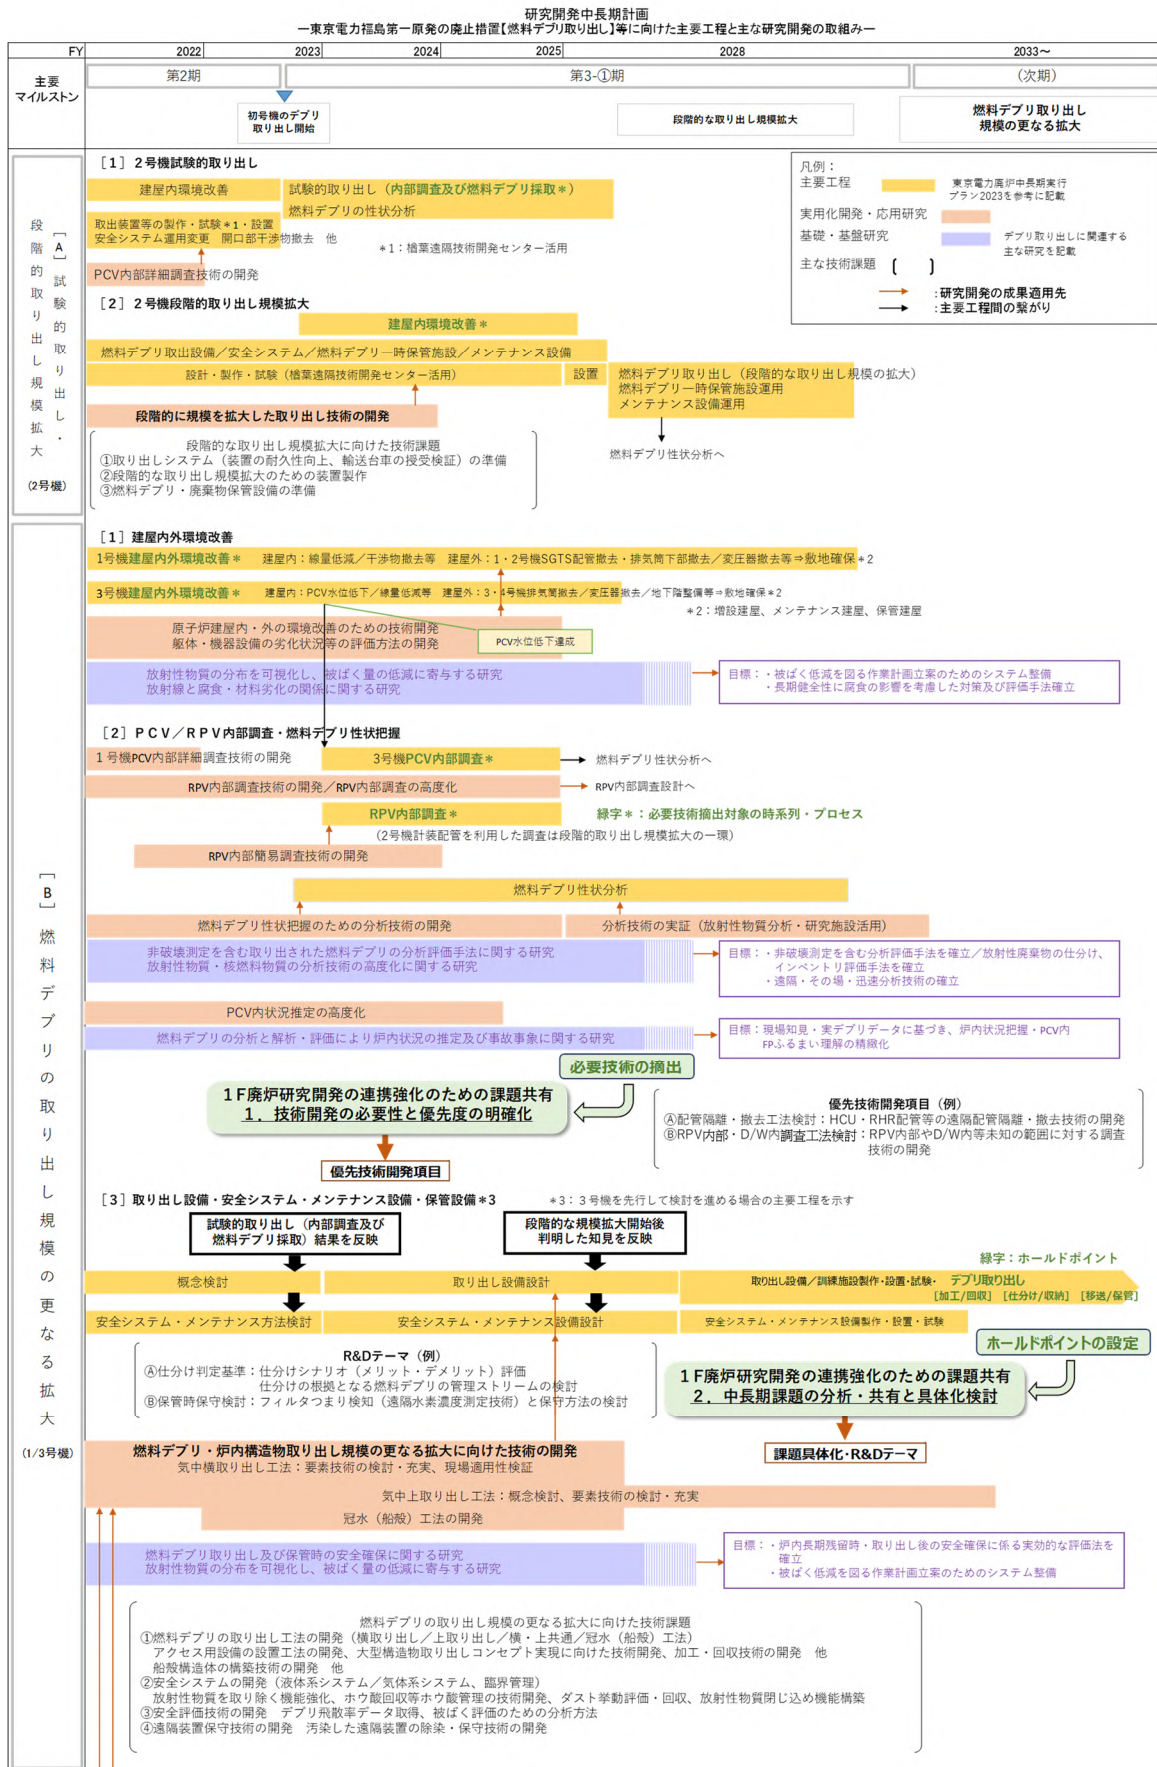 研究開発中長期計画
ー東京電力福島第一原発の廃止措置【燃料デブリ取り出し】等に向けた主要工程と主な研究開発の取組みー
FY 2022 2023 2024 2025 2028 2033～
主要
マイルストン
第2期
第3-①期
(次期)
初号機のデブリ
取り出し開始
段階的な取り出し規模拡大
燃料デブリ取り出し
規模の更なる拡大
[A]試験的取り出し・
段階的取り出し規模拡大
(2号機)
[1] 2号機試験的取り出し
建屋内環境改善
試験的取り出し（内部調査及び燃料デブリ採取＊）
燃料デブリの性状分析
取出装置等の製作・試験＊1・設置
安全システム運用変更　開口部干渉物撤去　他
＊1：楢葉遠隔技術開発センター活用
PCV内部詳細調査技術の開発
凡例：
主要工程
東京電力廃炉中長期実行
プラン2023を参考に記載
実用化開発・応用研究
基礎・基盤研究
デブリ取り出しに関連する
主な研究を記載
主な技術課題 ( )
：研究開発の成果適用先
：主要工程間の繋がり
[2] 2号機段階的取り出し規模拡大
建屋内環境改善＊
燃料デブリ取出設備／安全システム／燃料デブリ一時保管施設／メンテナンス設備
設計・製作・試験（楢葉遠隔技術開発センター活用）
設置
燃料デブリ取り出し（段階的な取り出し規模の拡大）
燃料デブリ一時保管施設運用
メンテナンス設備運用
段階的に規模を拡大した取り出し技術の開発
燃料デブリ性状分析へ
段階的な取り出し規模拡大に向けた技術課題
①取り出しシステム（装置の耐久性向上、輸送台車の授受検証）の準備
②段階的な取り出し規模拡大のための装置製作
③燃料デブリ・廃棄物保管設備の準備
[B]燃料デブリの取り出し規模の更なる拡大
(1/3号機)
[1] 建屋内外環境改善
1号機建屋内外環境改善＊　建屋内：線量低減／干渉物撤去等　建屋外：1・2号機SGTS配管撤去・排気筒下部撤去／変圧器撤去等⇒敷地確保＊2
3号機建屋内外環境改善＊　建屋内：PCV水位低下／線量低減等　建屋外：3・4号機排気筒撤去／変圧器撤去／地下階整備等⇒敷地確保＊2
＊2：増設建屋、メンテナンス建屋、保管建屋
原子炉建屋内・外の環境改善のための技術開発
躯体・機器設備の劣化状況等の評価方法の開発
PCV水位低下達成
放射性物質の分布を可視化し、被ばく量の低減に寄与する研究
放射線と腐食・材料劣化の関係に関する研究
目標：・被ばく低減を図る作業計画立案のためのシステム整備
・長期健全性に腐食の影響を考慮した対策及び評価手法確立
[2] PCV／RPV内部調査・燃料デブリ性状把握
1号機PCV内部詳細調査技術の開発
3号機PCV内部調査＊
燃料デブリ性状分析へ
RPV内部調査技術の開発／RPV内部調査の高度化
RPV内部調査設計へ
RPV内部調査＊
緑字＊：必要技術摘出対象の時系列・プロセス
（2号機計装配管を利用した調査は段階的取り出し規模拡大の一環）
RPV内部簡易調査技術の開発
燃料デブリ性状分析
燃料デブリ性状把握のための分析技術の開発
分析技術の実証（放射性物質分析・研究施設活用）
非破壊測定を含む取り出された燃料デブリの分析評価手法に関する研究
放射性物質・核燃料物質の分析技術の高度化に関する研究
目標：・非破壊測定を含む分析評価手法を確立／放射性廃棄物の仕分け、
インベントリ評価手法を確立
・遠隔・その場・迅速分析技術の確立
PCV内状況推定の高度化
燃料デブリの分析と解析・評価により炉内状況の推定及び事故事象に関する研究
目標：現場知見・実デブリデータに基づき、炉内状況把握・PCV内
FPふるまい理解の精緻化
必要技術の摘出
1F廃炉研究開発の連携強化のための課題共有
1．技術開発の必要性と優先度の明確化
優先技術開発項目（例）
Ⓐ配管隔離・撤去工法検討：HCU・RHR配管等の遠隔配管隔離・撤去技術の開発
ⒷRPV内部・D/W内調査工法検討：RPV内部やD/W内等未知の範囲に対する調査
技術の開発
優先技術開発項目
[3] 取り出し設備・安全システム・メンテナンス設備・保管設備＊3
＊3：3号機を先行して検討を進める場合の主要工程を示す
試験的取り出し（内部調査及び
燃料デブリ採取）結果を反映
段階的な規模拡大開始後
判明した知見を反映
緑字：ホールドポイント
概念検討
取り出し設備設計
取り出し設備／訓練施設製作・設置・試験・ デブリ取り出し
[加工/回収] [仕分け/収納] [移送/保管]
安全システム・メンテナンス方法検討
安全システム・メンテナンス設備設計
安全システム・メンテナンス設備製作・設置・試験
ホールドポイントの設定
R&Dテーマ（例）
Ⓐ仕分け判定基準：仕分けシナリオ（メリット・デメリット）評価
仕分けの根拠となる燃料デブリの管理ストリームの検討
Ⓑ保管時保守検討：フィルタつまり検知（遠隔水素濃度測定技術）と保守方法の検討
1F廃炉研究開発の連携強化のための課題共有
2．中長期課題の分析・共有と具体化検討
課題具体化・R&Dテーマ
燃料デブリ・炉内構造物取り出し規模の更なる拡大に向けた技術の開発
気中横取り出し工法：要素技術の検討・充実、現場適用性検証
気中上取り出し工法：概念検討、要素技術の検討・充実
冠水（船殻）工法の開発
燃料デブリ取り出し及び保管時の安全確保に関する研究
放射性物質の分布を可視化し、被ばく量の低減に寄与する研究
目標：・炉内長期残留時・取り出し後の安全確保に係る実効的な評価法を
確立
・被ばく低減を図る作業計画立案のためのシステム整備
燃料デブリの取り出し規模の更なる拡大に向けた技術課題
①燃料デブリの取り出し工法の開発（横取り出し／上取り出し／横・上共通／冠水（船殻）工法）
アクセス用設備の設置工法の開発、大型構造物取り出しコンセプト実現に向けた技術開発、加工・回収技術の開発　他
船殻構造体の構築技術の開発　他
②安全システムの開発（液体系システム／気体系システム、臨界管理）
放射性物質を取り除く機能強化、ホウ酸回収等ホウ酸管理の技術開発、ダスト挙動評価・回収、放射性物質閉じ込め機能構築
③安全評価技術の開発　デブリ飛散率データ取得、被ばく評価のための分析方法
④遠隔装置保守技術の開発　汚染した遠隔装置の除染・保守技術の開発